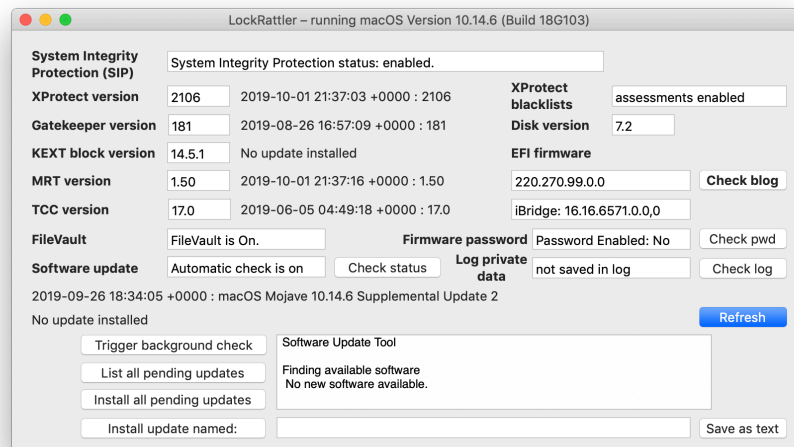 LockRattler – running macOS Version 10.14.6 (Build 18G103)
System Integrity Protection (SIP) System Integrity Protection status: enabled.
XProtect version 2106 2019-10-01 21:37:03 +0000 : 2106 XProtect blacklists assessments enabled
Gatekeeper version 181 2019-08-26 16:57:09 +0000 : 181 Disk version 7.2
KEXT block version 14.5.1 No update installed EFI firmware
MRT version 1.50 2019-10-01 21:37:16 +0000 : 1.50 220.270.99.0.0 Check blog
TCC version 17.0 2019-06-05 04:49:18 +0000 : 17.0 iBridge: 16.16.6571.0.0,0
FileVault FileVault is On. Firmware password Password Enabled: No Check pwd
Software update Automatic check is on Check status Log private data not saved in log Check log
2019-09-26 18:34:05 +0000 : macOS Mojave 10.14.6 Supplemental Update 2
No update installed Refresh
Trigger background check Software Update Tool
List all pending updates Finding available software
No new software available.
Install all pending updates
Install update named: Save as text